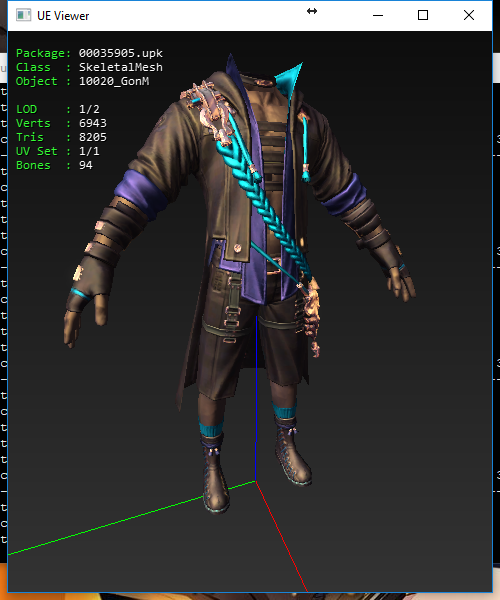 UE Viewer
Package: 00035905.upk
Class : SkeletalMesh
Object : 10020_GonM
LOD : 1/2
Verts : 6943
Tris : 8205
UV Set : 1/1
Bones : 94